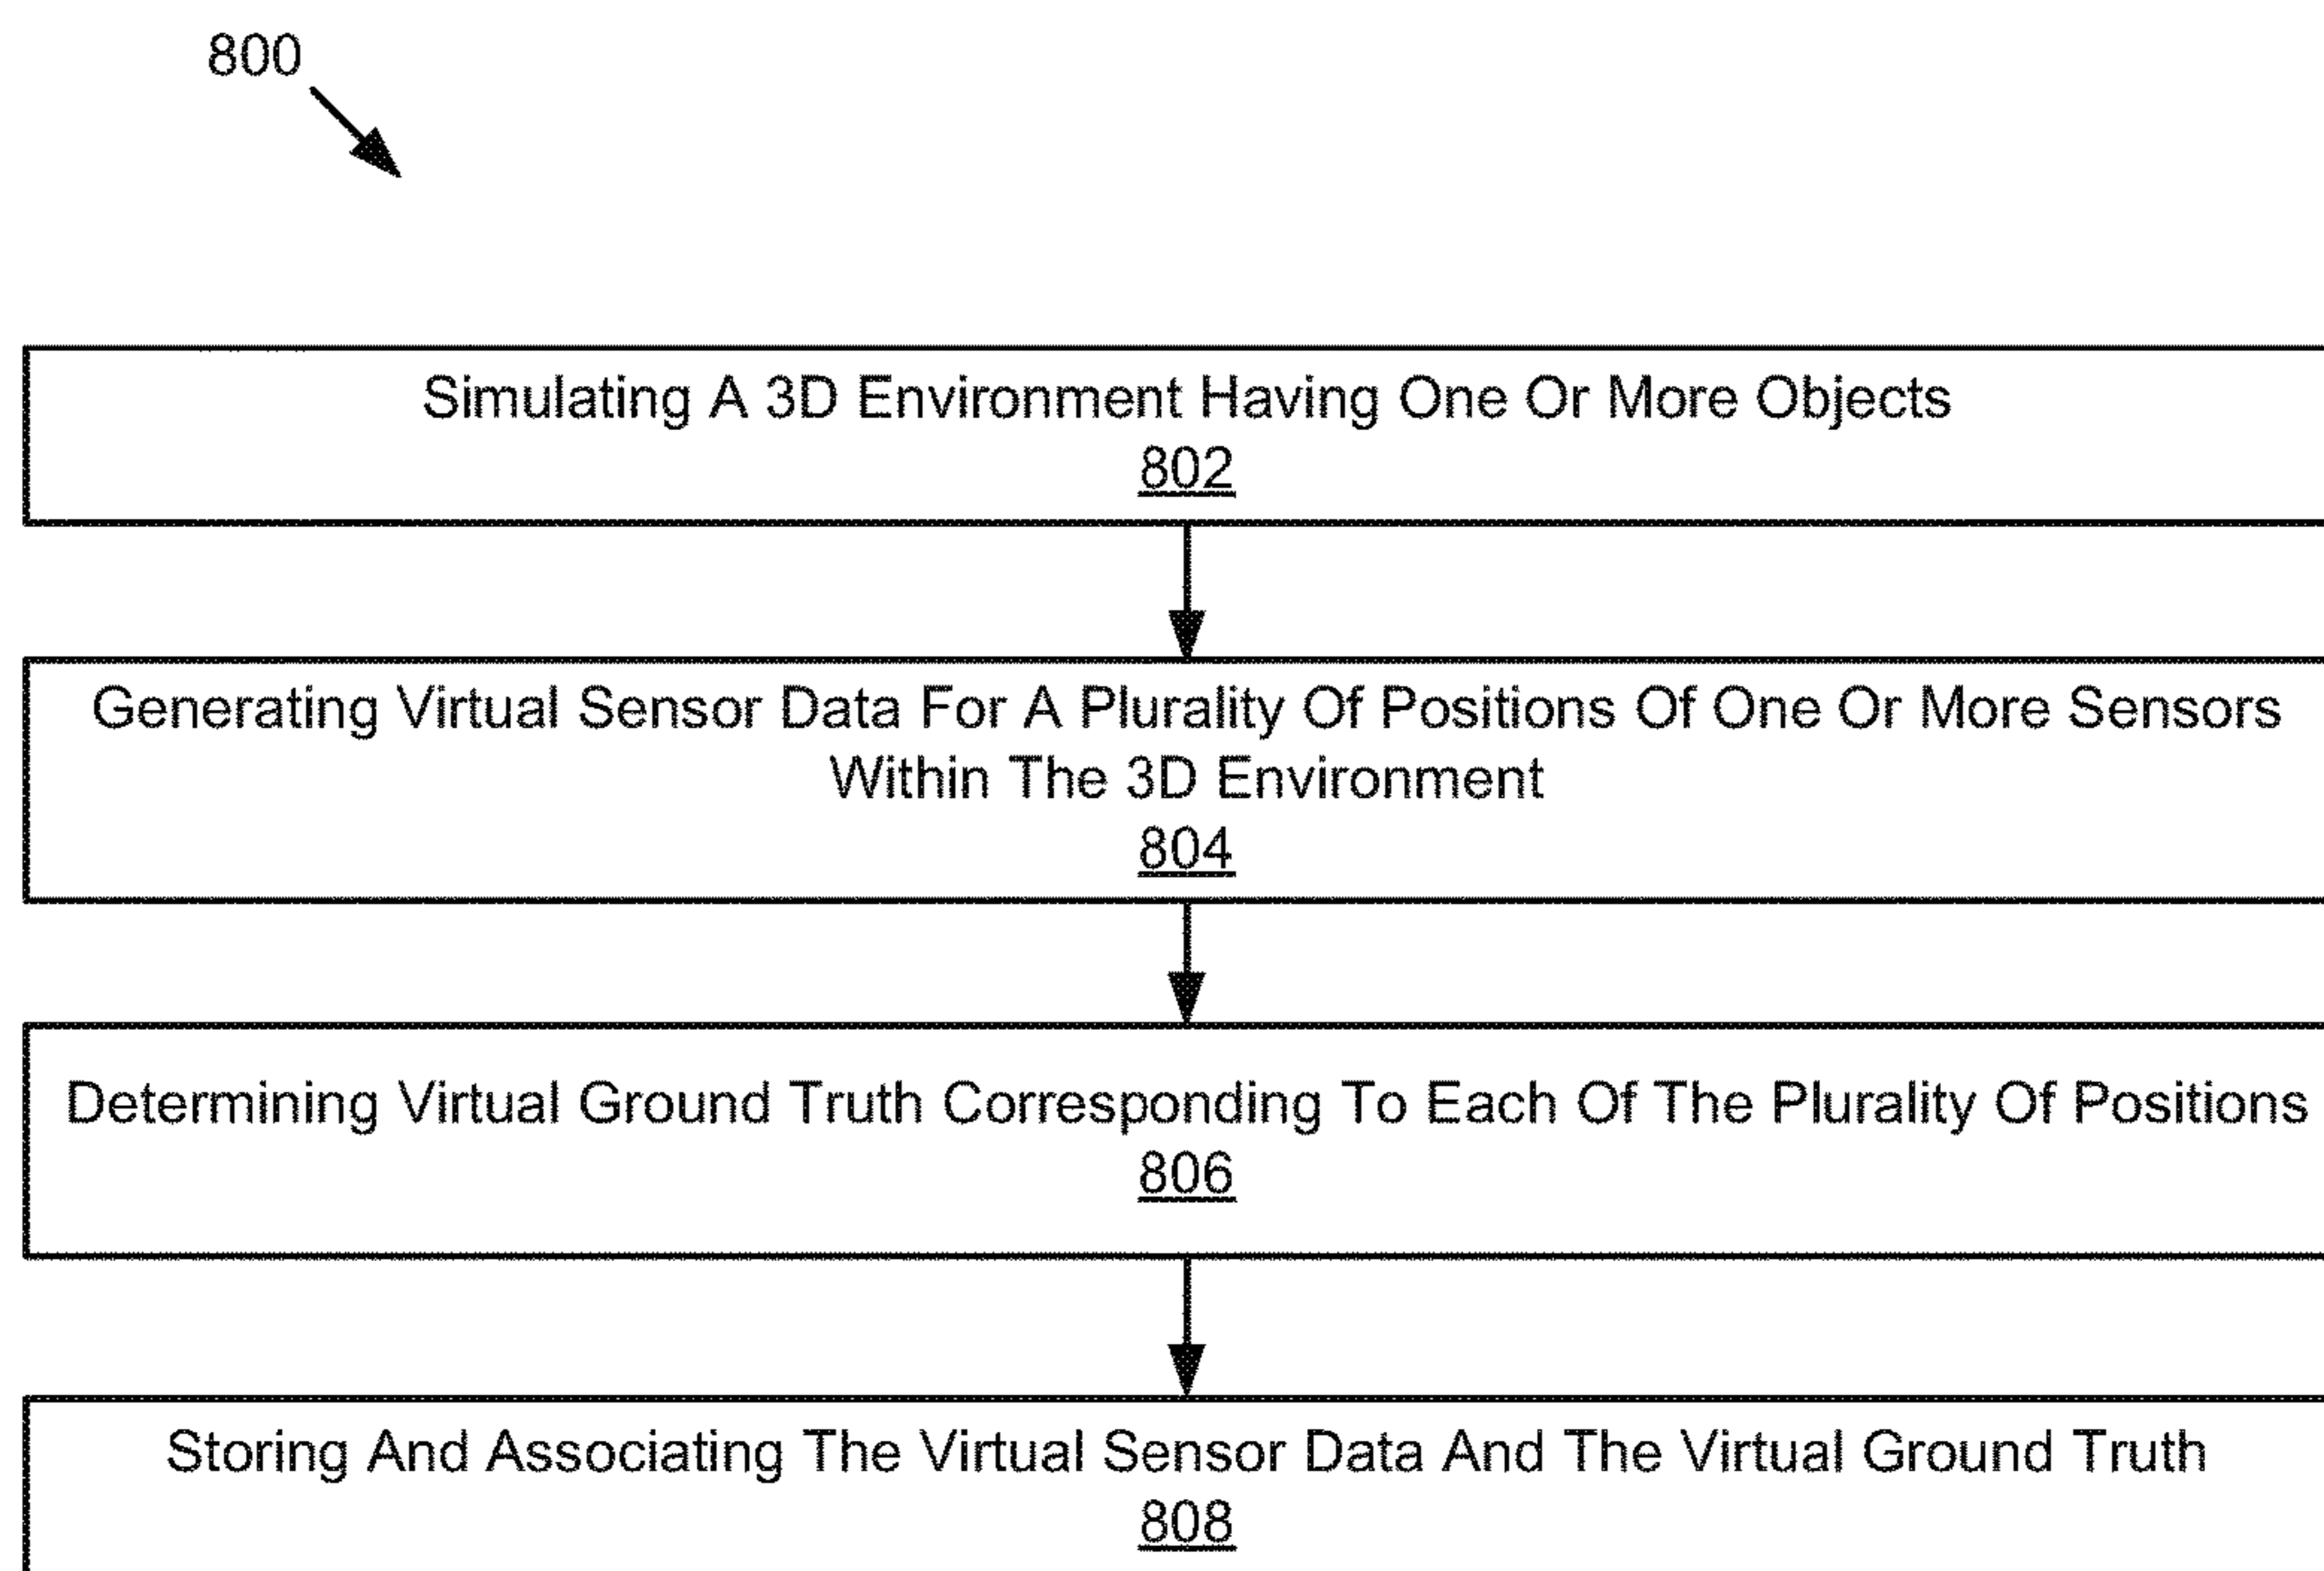 800
Simulating A 3D Environment Having One Or More Objects
802
Generating Virtual Sensor Data For A Plurality Of Positions Of One Or More Sensors
Within The 3D Environment
804
Determining Virtual Ground Truth Corresponding To Each Of The Plurality Of Positions
806
Storing And Associating The Virtual Sensor Data And The Virtual Ground Truth
808